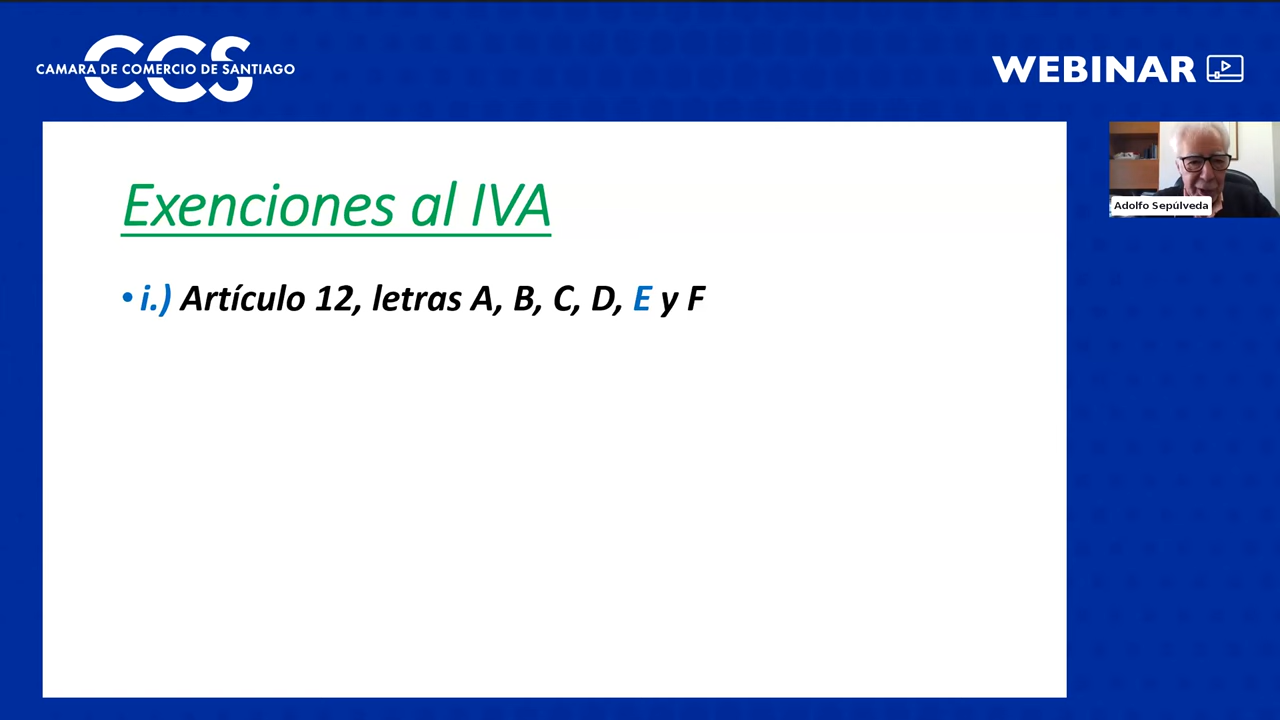 CCS
CAMARA DE COMERCIO DE SANTIAGO
WEBINAR
Exenciones al IVA
• i.) Artículo 12, letras A, B, C, D, E y F
Adolfo Sepúlveda